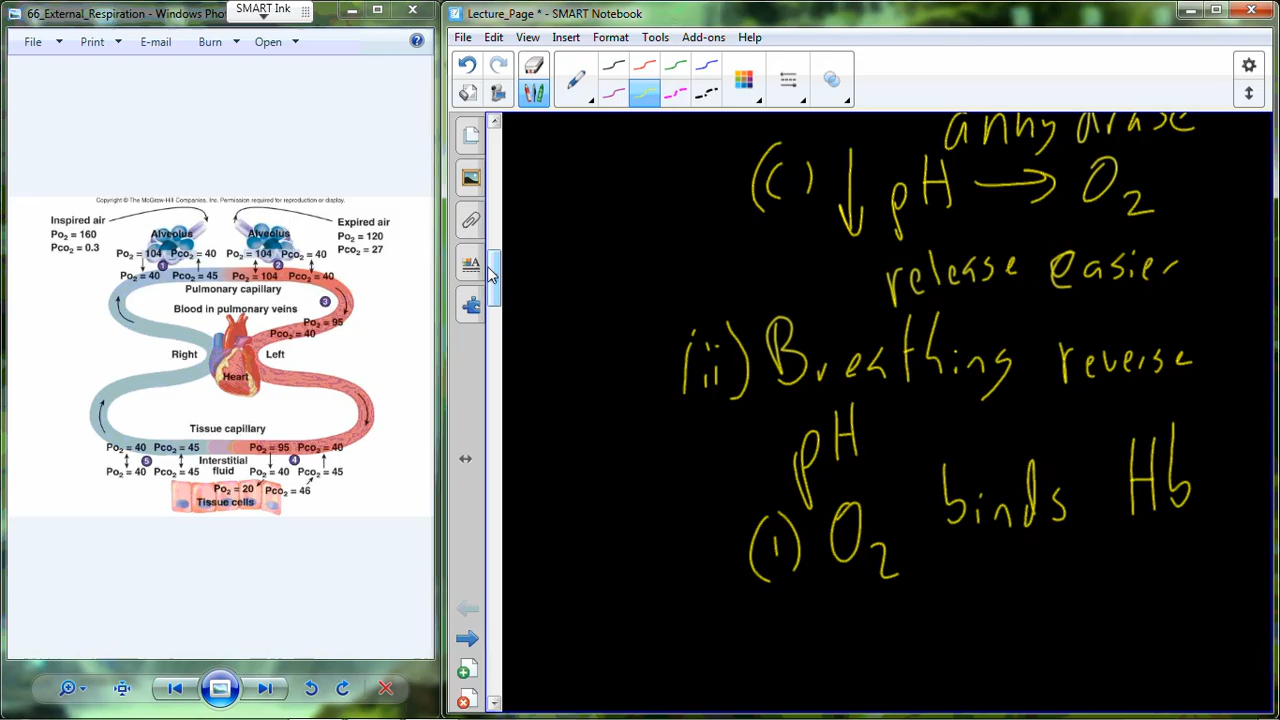 66_External_Respiration - Windows Pho
SMART Ink
File Print E-mail Burn Open
Copyright © The McGraw-Hill Companies, Inc. Permission required for reproduction or display.
Inspired air
Po2 = 160
Pco2 = 0.3
Expired air
Po2 = 120
Pco2 = 27
Alveolus
Alveolus
Po2 = 104 Pco2 = 40
Po2 = 104 Pco2 = 40
1
2
Po2 = 40 Pco2 = 45
Po2 = 104 Pco2 = 40
Pulmonary capillary
3
Blood in pulmonary veins
Po2 = 95
Pco2 = 40
Right
Left
Heart
Tissue capillary
Po2 = 40 Pco2 = 45
Po2 = 95 Pco2 = 40
5
Interstitial
fluid
4
Po2 = 40 Pco2 = 45
Po2 = 40 Pco2 = 45
Po2 = 20 Pco2 = 46
Tissue cells
Lecture_Page * - SMART Notebook
File Edit View Insert Format Tools Add-ons Help
anhydrase
(C) ↓ pH → O2
release easier
(ii) Breathing reverse
pH
(1) O2 binds Hb